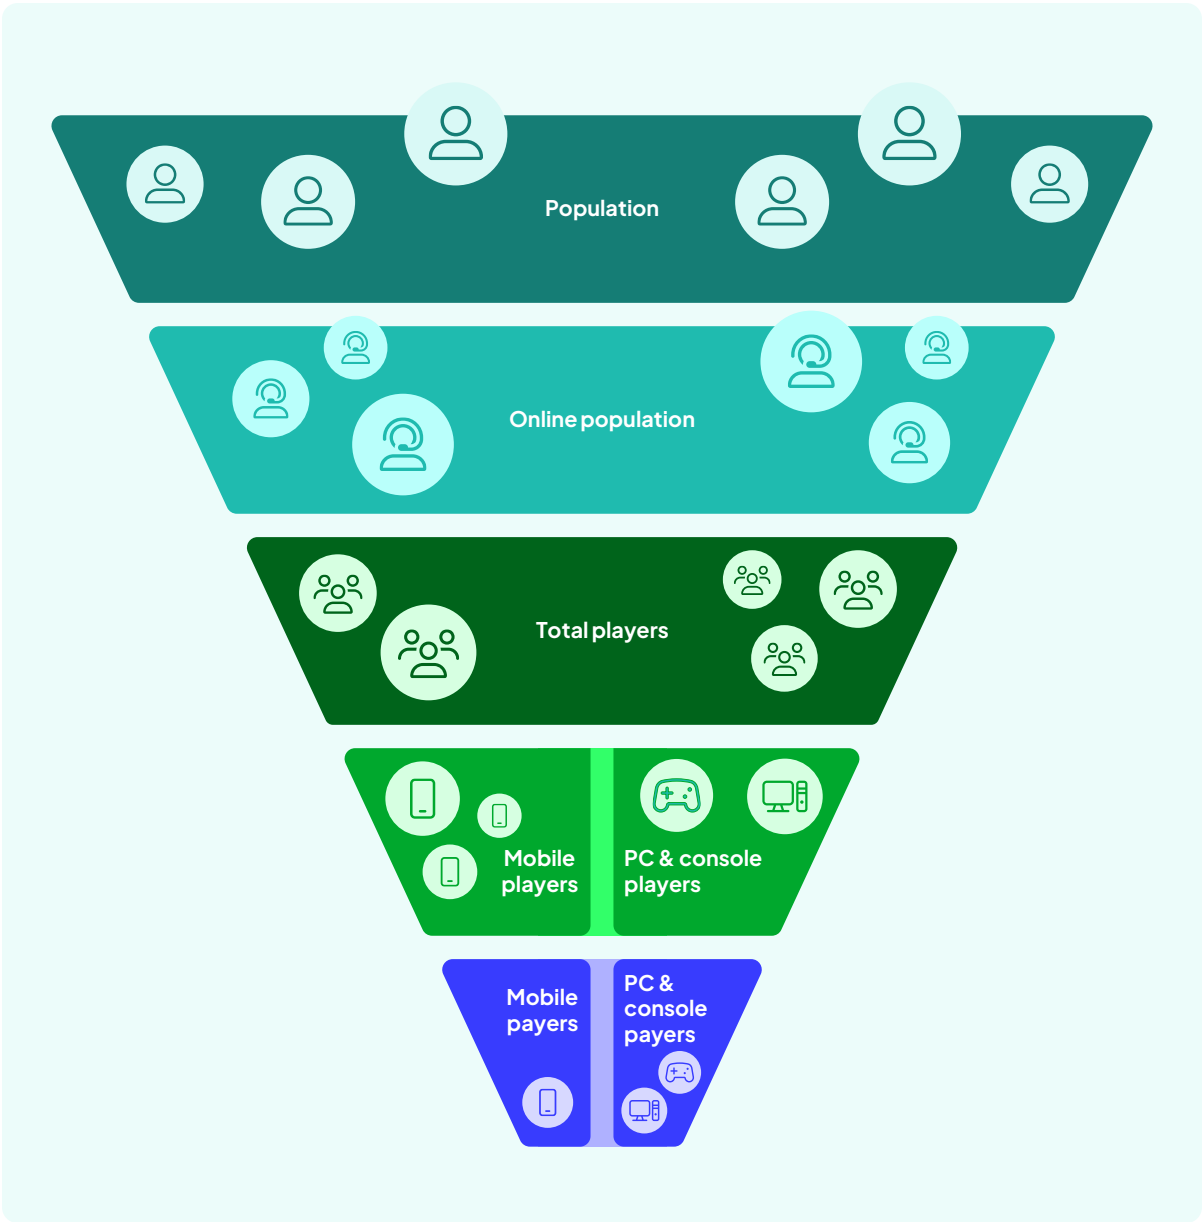 Population
Online population
Total players
Mobile
players
PC & console
players
Mobile
payers
PC &
console
payers